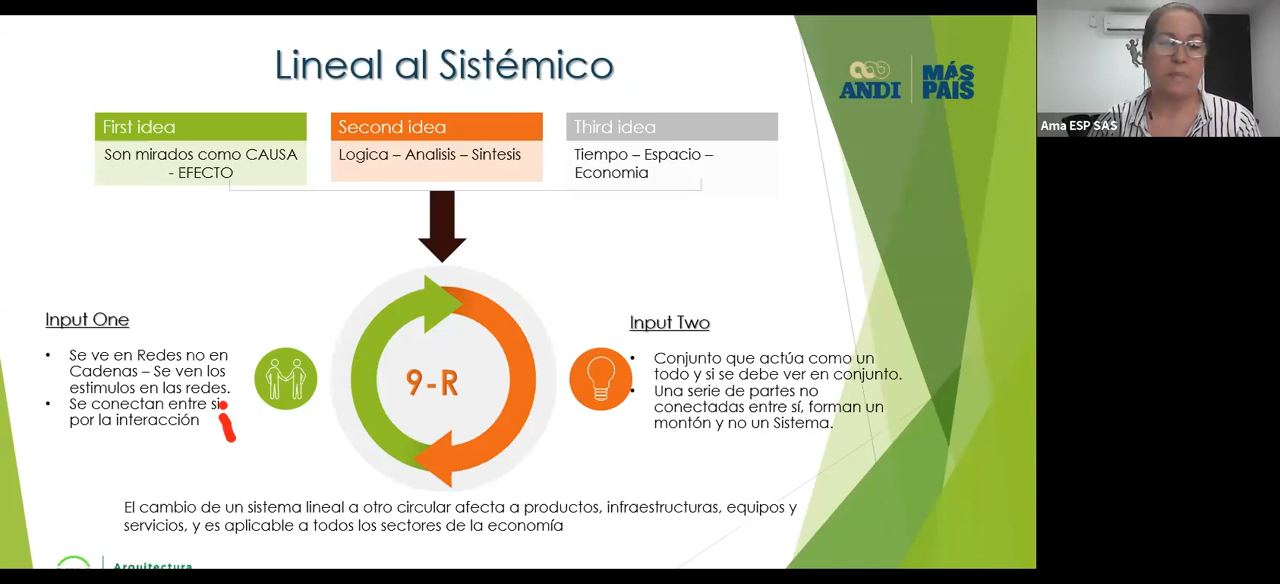 Lineal al Sistémico
ANDI
MÁS
PAÍS
First idea
Son mirados como CAUSA
- EFECTO
Second idea
Logica – Analisis – Sintesis
Third idea
Tiempo – Espacio –
Economia
Input One
• Se ve en Redes no en
Cadenas – Se ven los
estimulos en las redes.
• Se conectan entre si
por la interacción
9-R
Input Two
• Conjunto que actúa como un
todo y si se debe ver en conjunto.
• Una serie de partes no
conectadas entre sí, forman un
montón y no un Sistema.
El cambio de un sistema lineal a otro circular afecta a productos, infraestructuras, equipos y
servicios, y es aplicable a todos los sectores de la economía
Arquitectura
Ama ESP SAS